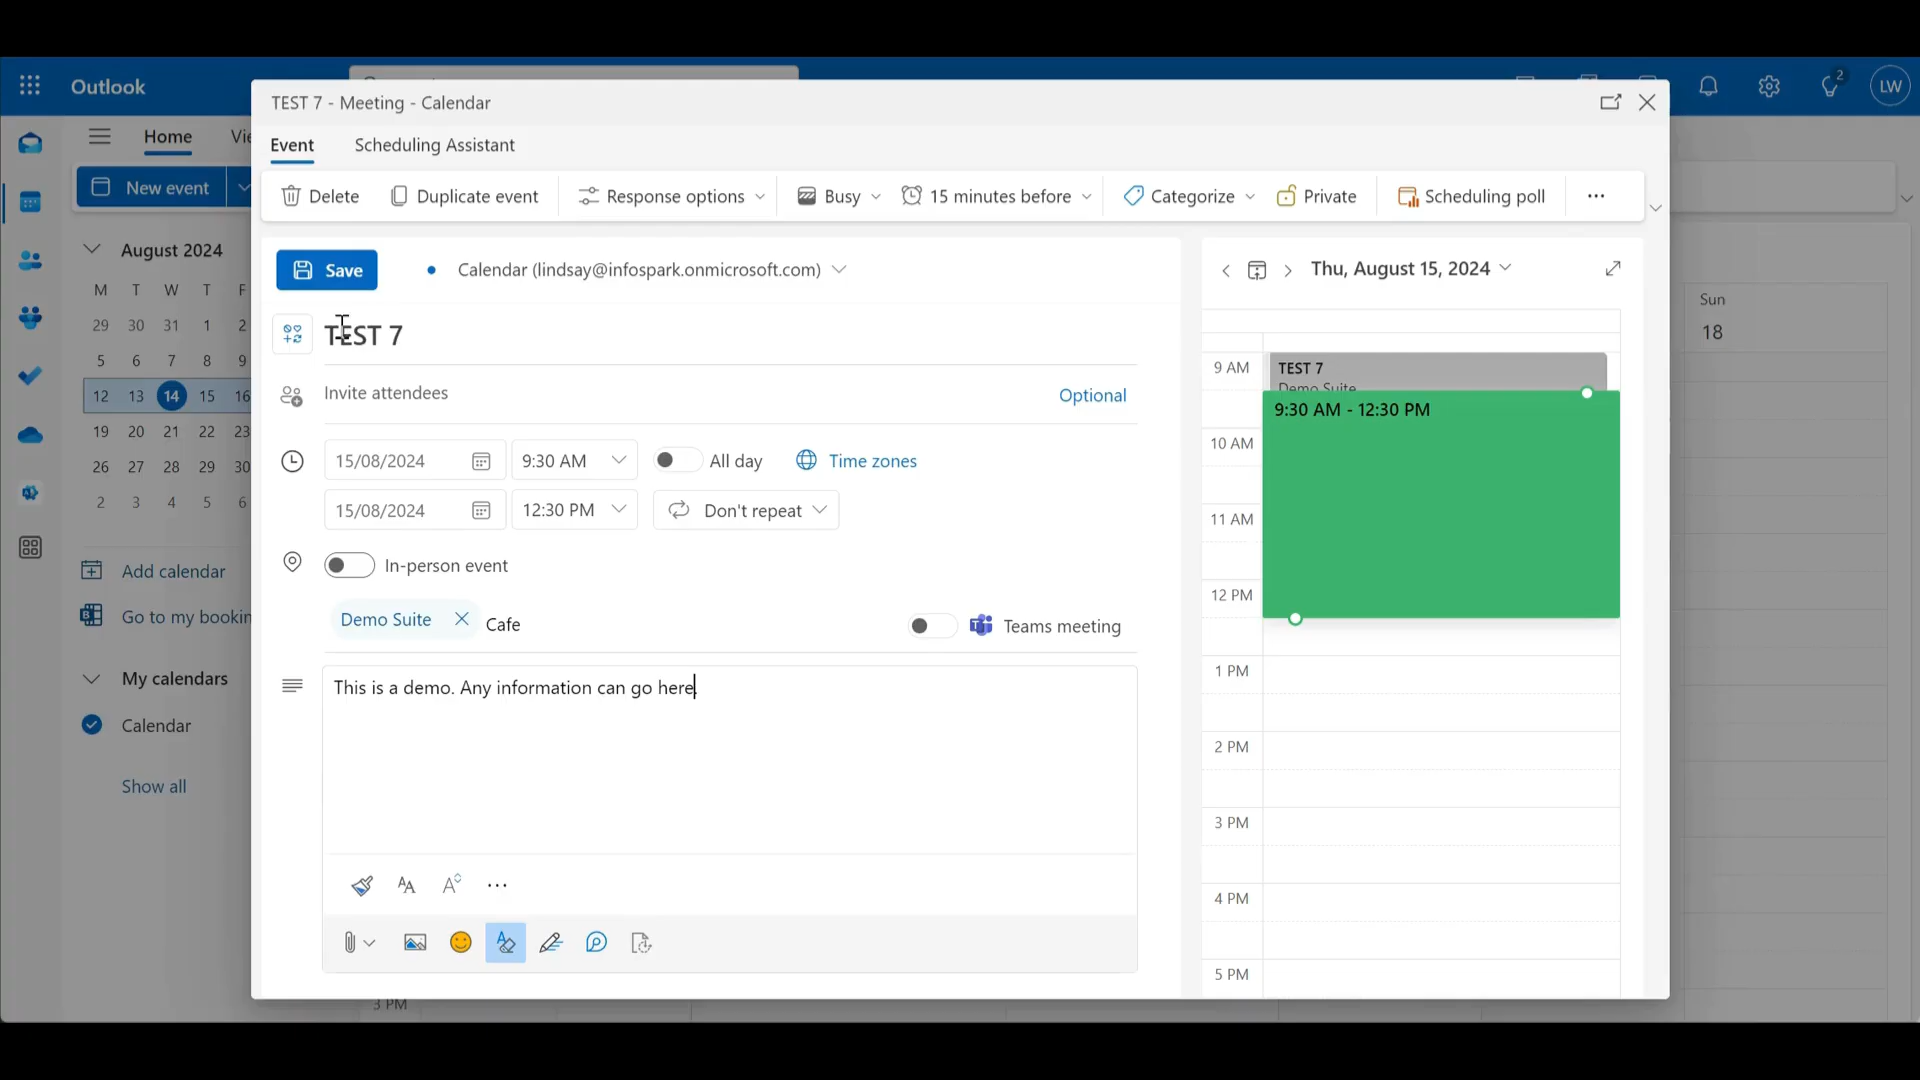 Outlook
2
LW
TEST 7 - Meeting - Calendar
Home
Vie
Event
Scheduling Assistant
New event
Delete
Duplicate event
Response options
Busy
15 minutes before
Categorize
Private
Scheduling poll
August 2024
Save
Calendar (lindsay@infospark.onmicrosoft.com)
Thu, August 15, 2024
M T W T F
29 30 31 1 2
5 6 7 8 9
12 13 14 15 16
19 20 21 22 23
26 27 28 29 30
2 3 4 5 6
Sun
18
TEST 7
Invite attendees
Optional
15/08/2024
9:30 AM
All day
Time zones
15/08/2024
12:30 PM
Don't repeat
In-person event
Demo Suite
Cafe
Teams meeting
This is a demo. Any information can go here.
9 AM
TEST 7
Demo Suite
9:30 AM - 12:30 PM
10 AM
11 AM
12 PM
1 PM
2 PM
3 PM
4 PM
5 PM
Add calendar
Go to my bookin
My calendars
Calendar
Show all
3 PM